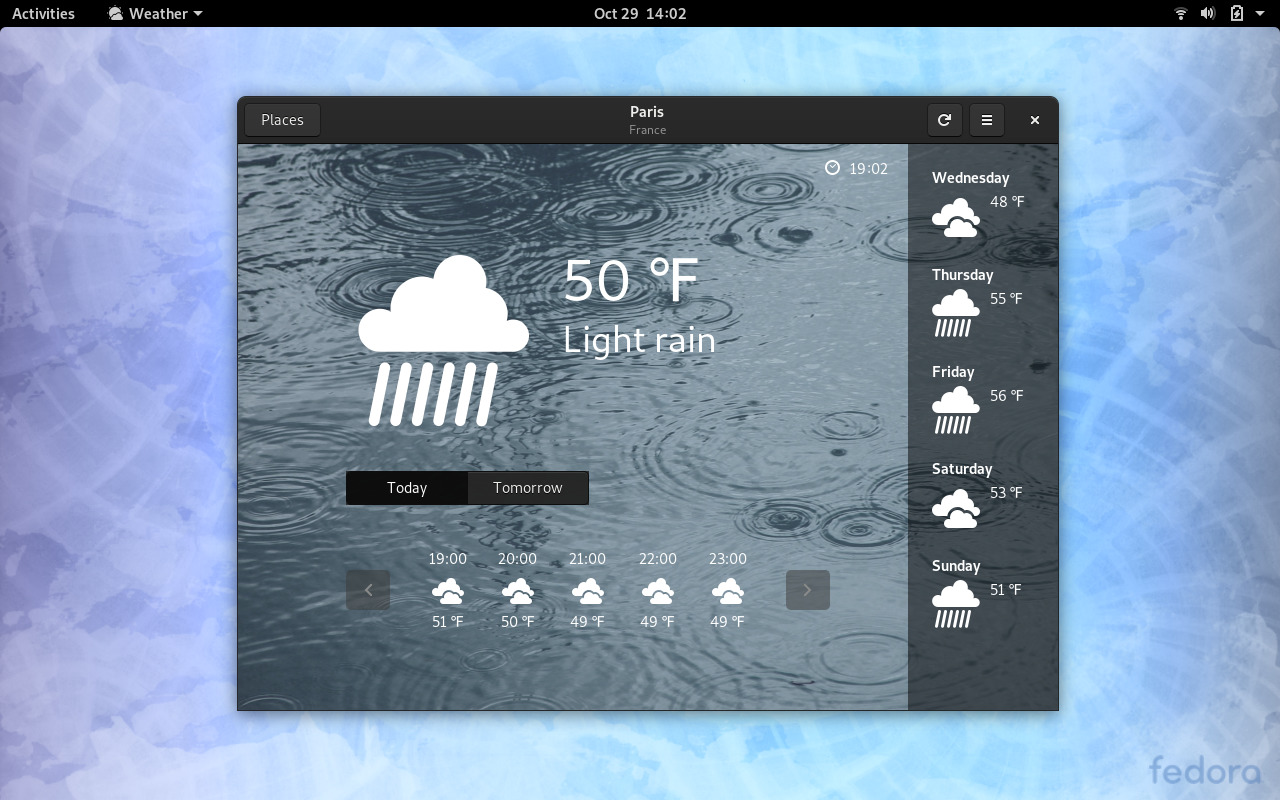 Activities
Weather
Oct 29 14:02
Places
Paris
France
19:02
50 °F
Light rain
Today
Tomorrow
19:00 20:00 21:00 22:00 23:00
51 °F 50 °F 49 °F 49 °F 49 °F
Wednesday
48 °F
Thursday
55 °F
Friday
56 °F
Saturday
53 °F
Sunday
51 °F
fedora